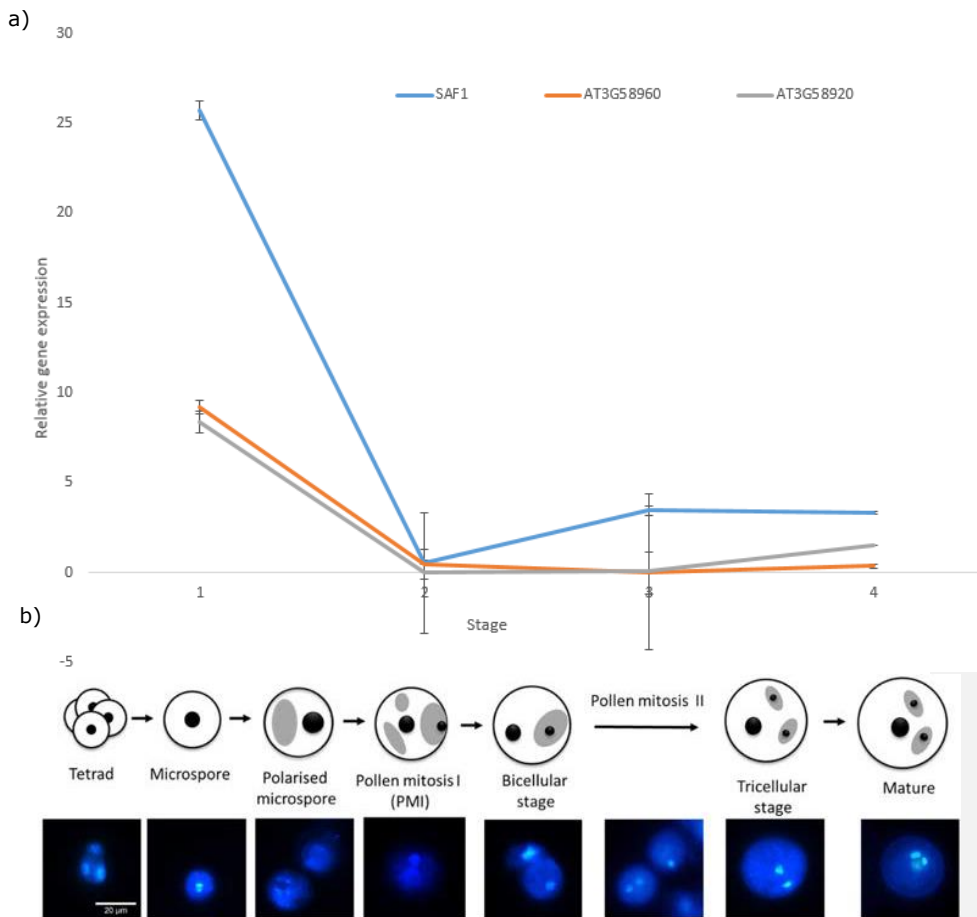 a)
30
SAF1 AT3G58960 AT3G58920
25
20
15
10
5
0
-5
Relative gene expression
1 2 3 4
Stage
b)
Pollen mitosis II
Tetrad
Microspore
Polarised
microspore
Pollen mitosis I
(PMI)
Bicellular
stage
Tricellular
stage
Mature
20 µm